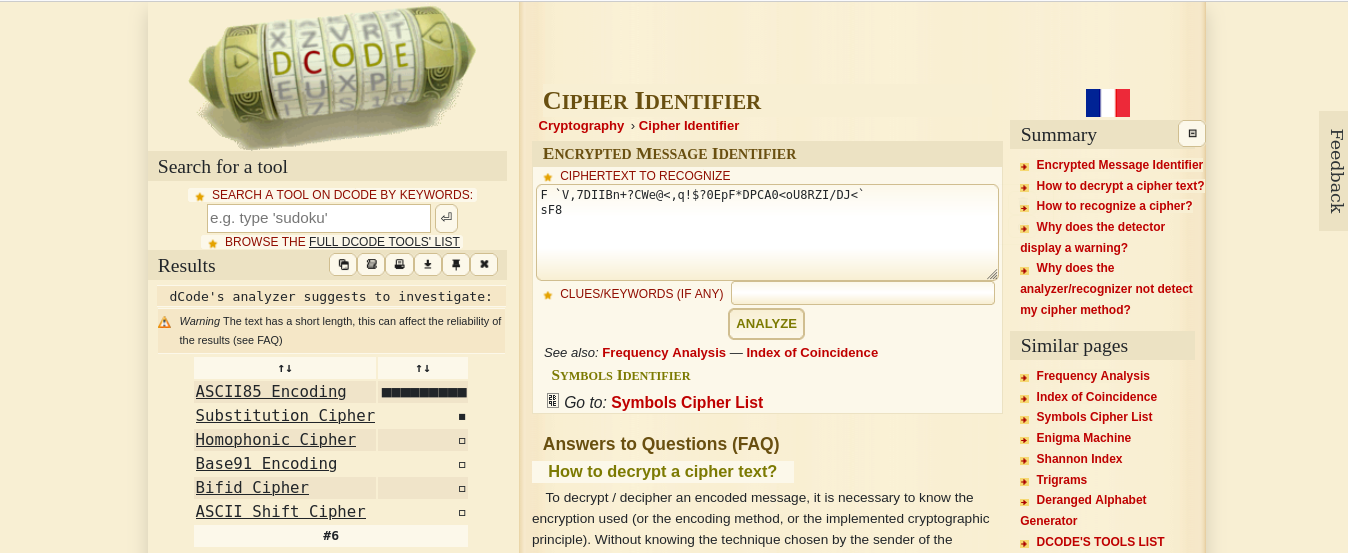 X Z V R T
D C O D E
E U X P L
I Z S 1 9
Search for a tool
SEARCH A TOOL ON DCODE BY KEYWORDS:
e.g. type 'sudoku'
BROWSE THE FULL DCODE TOOLS' LIST
Results
dCode's analyzer suggests to investigate:
Warning The text has a short length, this can affect the reliability of
the results (see FAQ)
↑↓ ↑↓
ASCII85 Encoding ■■■■■■■■■
Substitution Cipher ■
Homophonic Cipher □
Base91 Encoding □
Bifid Cipher □
ASCII Shift Cipher □
#6
CIPHER IDENTIFIER
Cryptography › Cipher Identifier
ENCRYPTED MESSAGE IDENTIFIER
CIPHERTEXT TO RECOGNIZE
F `V,7DIIBn+?CWe@<,q!$?0EpF*DPCA0<oU8RZI/DJ<`
sF8
CLUES/KEYWORDS (IF ANY)
ANALYZE
See also: Frequency Analysis — Index of Coincidence
SYMBOLS IDENTIFIER
Go to: Symbols Cipher List
Answers to Questions (FAQ)
How to decrypt a cipher text?
To decrypt / decipher an encoded message, it is necessary to know the
encryption used (or the encoding method, or the implemented cryptographic
principle). Without knowing the technique chosen by the sender of the
Summary
Encrypted Message Identifier
How to decrypt a cipher text?
How to recognize a cipher?
Why does the detector
display a warning?
Why does the
analyzer/recognizer not detect
my cipher method?
Similar pages
Frequency Analysis
Index of Coincidence
Symbols Cipher List
Enigma Machine
Shannon Index
Trigrams
Deranged Alphabet
Generator
DCODE'S TOOLS LIST
Feedback